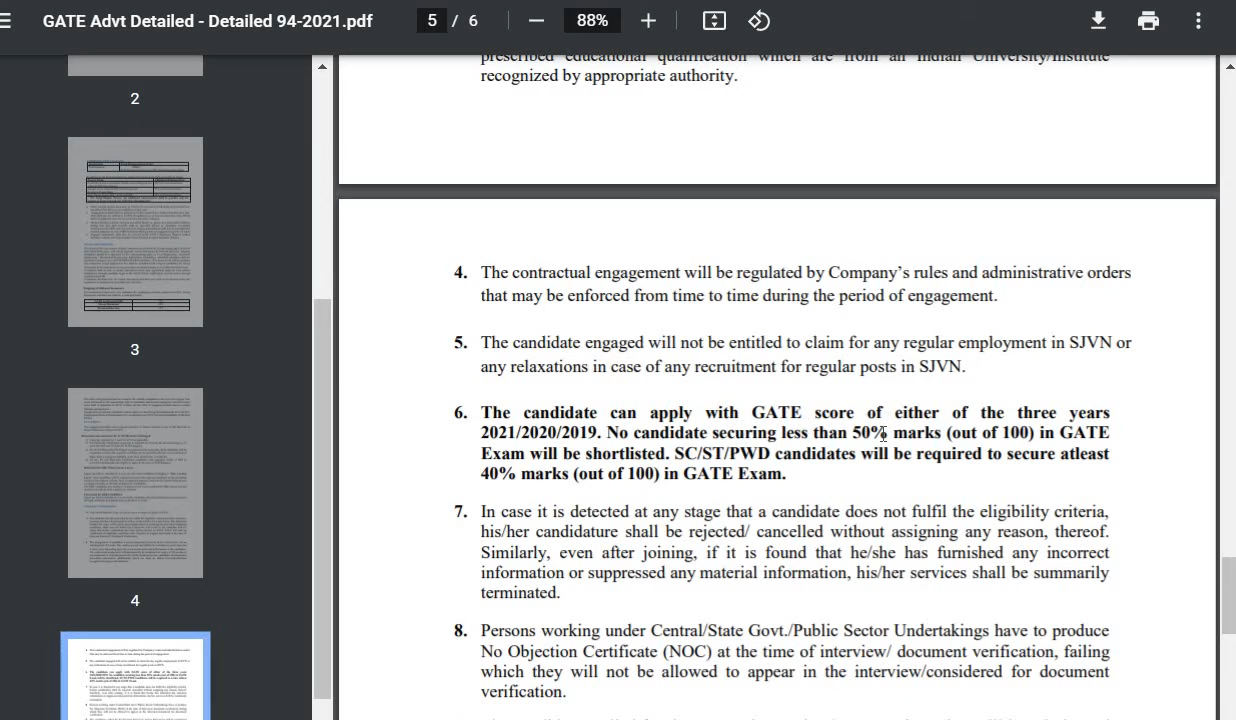 GATE Advt Detailed - Detailed 94-2021.pdf
5 / 6
88%
2
3
4
prescribed educational qualification which are from an Indian University/Institute
recognized by appropriate authority.
4. The contractual engagement will be regulated by Company's rules and administrative orders
that may be enforced from time to time during the period of engagement.
5. The candidate engaged will not be entitled to claim for any regular employment in SJVN or
any relaxations in case of any recruitment for regular posts in SJVN.
6. The candidate can apply with GATE score of either of the three years
2021/2020/2019. No candidate securing less than 50% marks (out of 100) in GATE
Exam will be shortlisted. SC/ST/PWD candidates will be required to secure atleast
40% marks (out of 100) in GATE Exam.
7. In case it is detected at any stage that a candidate does not fulfil the eligibility criteria,
his/her candidature shall be rejected/ cancelled without assigning any reason, thereof.
Similarly, even after joining, if it is found that he/she has furnished any incorrect
information or suppressed any material information, his/her services shall be summarily
terminated.
8. Persons working under Central/State Govt./Public Sector Undertakings have to produce
No Objection Certificate (NOC) at the time of interview/ document verification, failing
which they will not be allowed to appear in the interview/considered for document
verification.